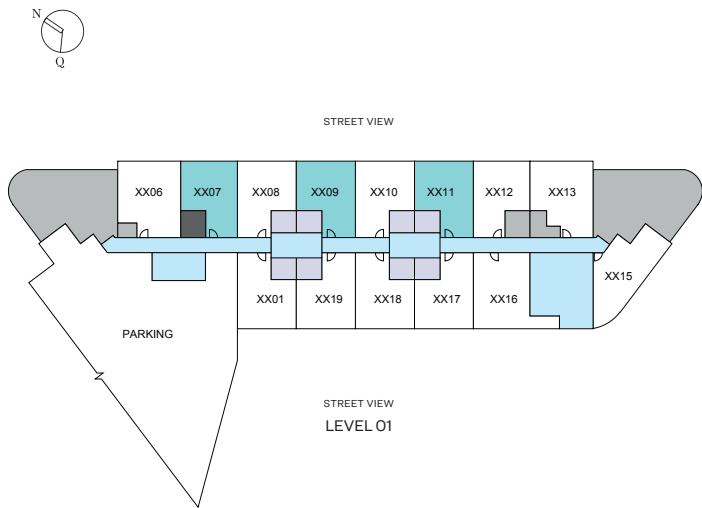 N
Q
STREET VIEW
XX06
XX07
XX08
XX09
XX10
XX11
XX12
XX13
XX01
XX19
XX18
XX17
XX16
XX15
PARKING
STREET VIEW
LEVEL 01